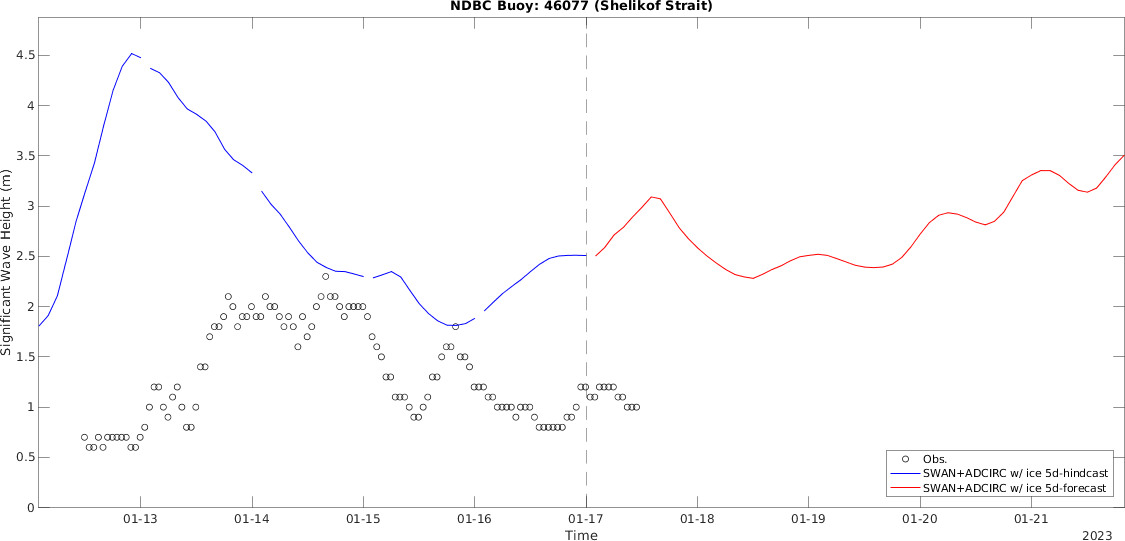 NDBC Buoy: 46077 (Shelikof Strait)
Significant Wave Height (m)
4.5
4
3.5
3
2.5
2
1.5
1
0.5
0
Obs.
SWAN+ADCIRC w/ ice 5d-hindcast
SWAN+ADCIRC w/ ice 5d-forecast
01-13 01-14 01-15 01-16 01-17 01-18 01-19 01-20 01-21
Time
2023